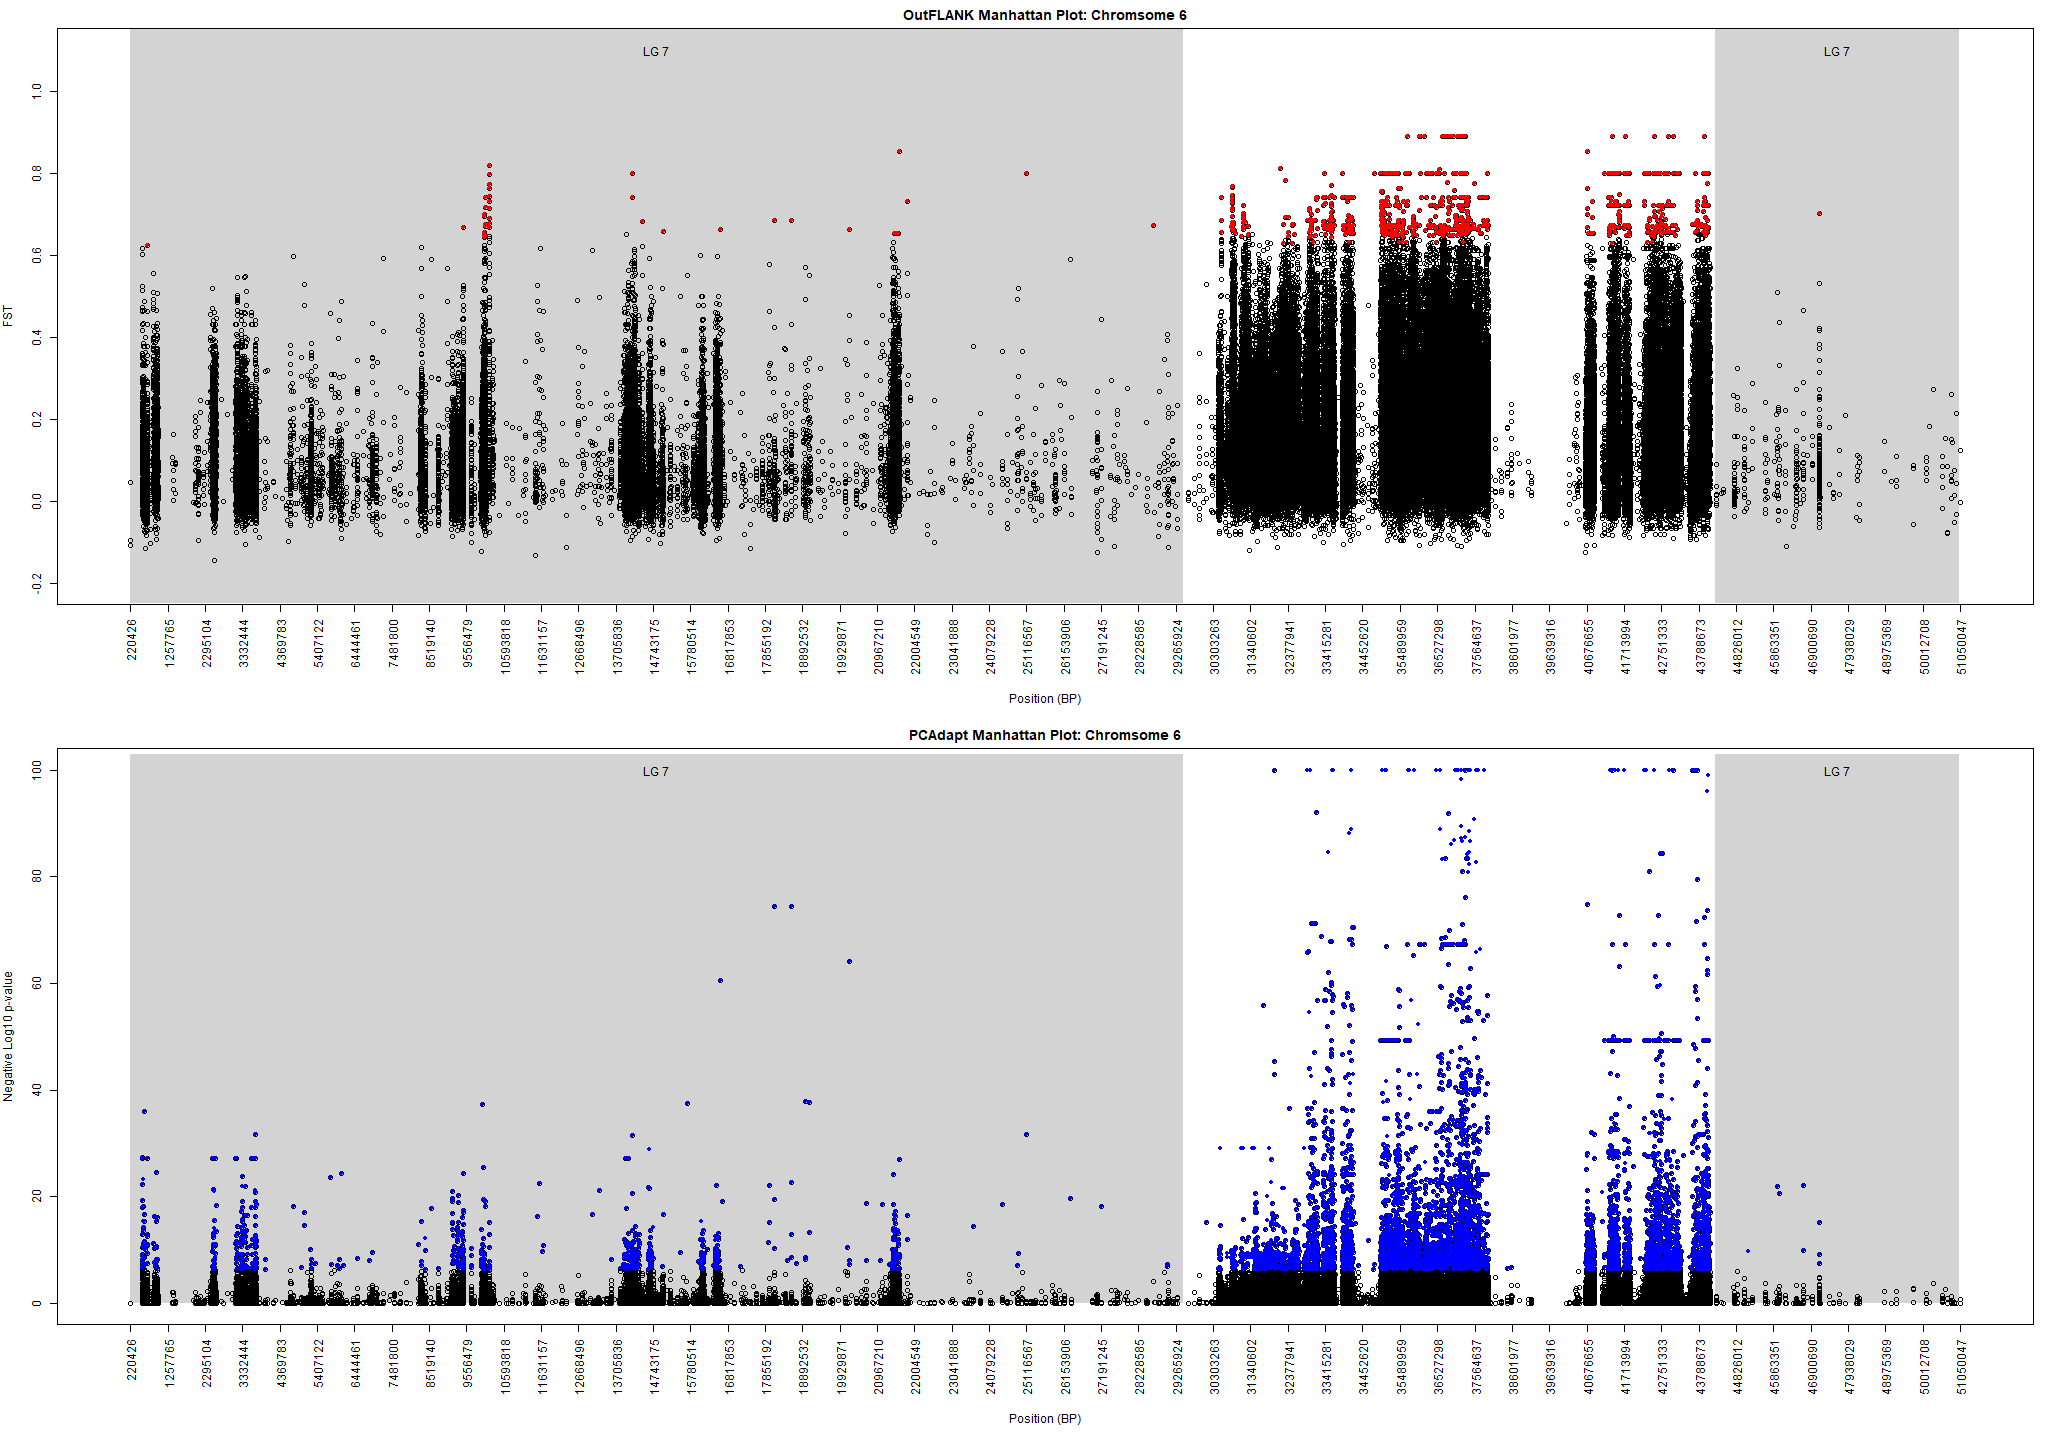 OutFLANK Manhattan Plot: Chromsome 6
LG 7
LG 7
1.0
0.8
0.6
0.4
0.2
0.0
-0.2
FST
220426 1257765 2295104 3332444 4369783 5407122 6444461 7481800 8519140 9556479 10593818 11631157 12668496 13705836 14743175 15780514 16817853 17855192 18892532 19929871 20967210 22004549 23041888 24079228 25116567 26153906 27191245 28228585 29265924 30303263 31340602 32377941 33415281 34452620 35489959 36527298 37564637 38601977 39639316 40676655 41713994 42751333 43788673 44826012 45863351 46900690 47938029 48975369 50012708 51050047
Position (BP)
PCAdapt Manhattan Plot: Chromsome 6
LG 7
LG 7
100
80
60
40
20
0
Negative Log10 p-value
220426 1257765 2295104 3332444 4369783 5407122 6444461 7481800 8519140 9556479 10593818 11631157 12668496 13705836 14743175 15780514 16817853 17855192 18892532 19929871 20967210 22004549 23041888 24079228 25116567 26153906 27191245 28228585 29265924 30303263 31340602 32377941 33415281 34452620 35489959 36527298 37564637 38601977 39639316 40676655 41713994 42751333 43788673 44826012 45863351 46900690 47938029 48975369 50012708 51050047
Position (BP)